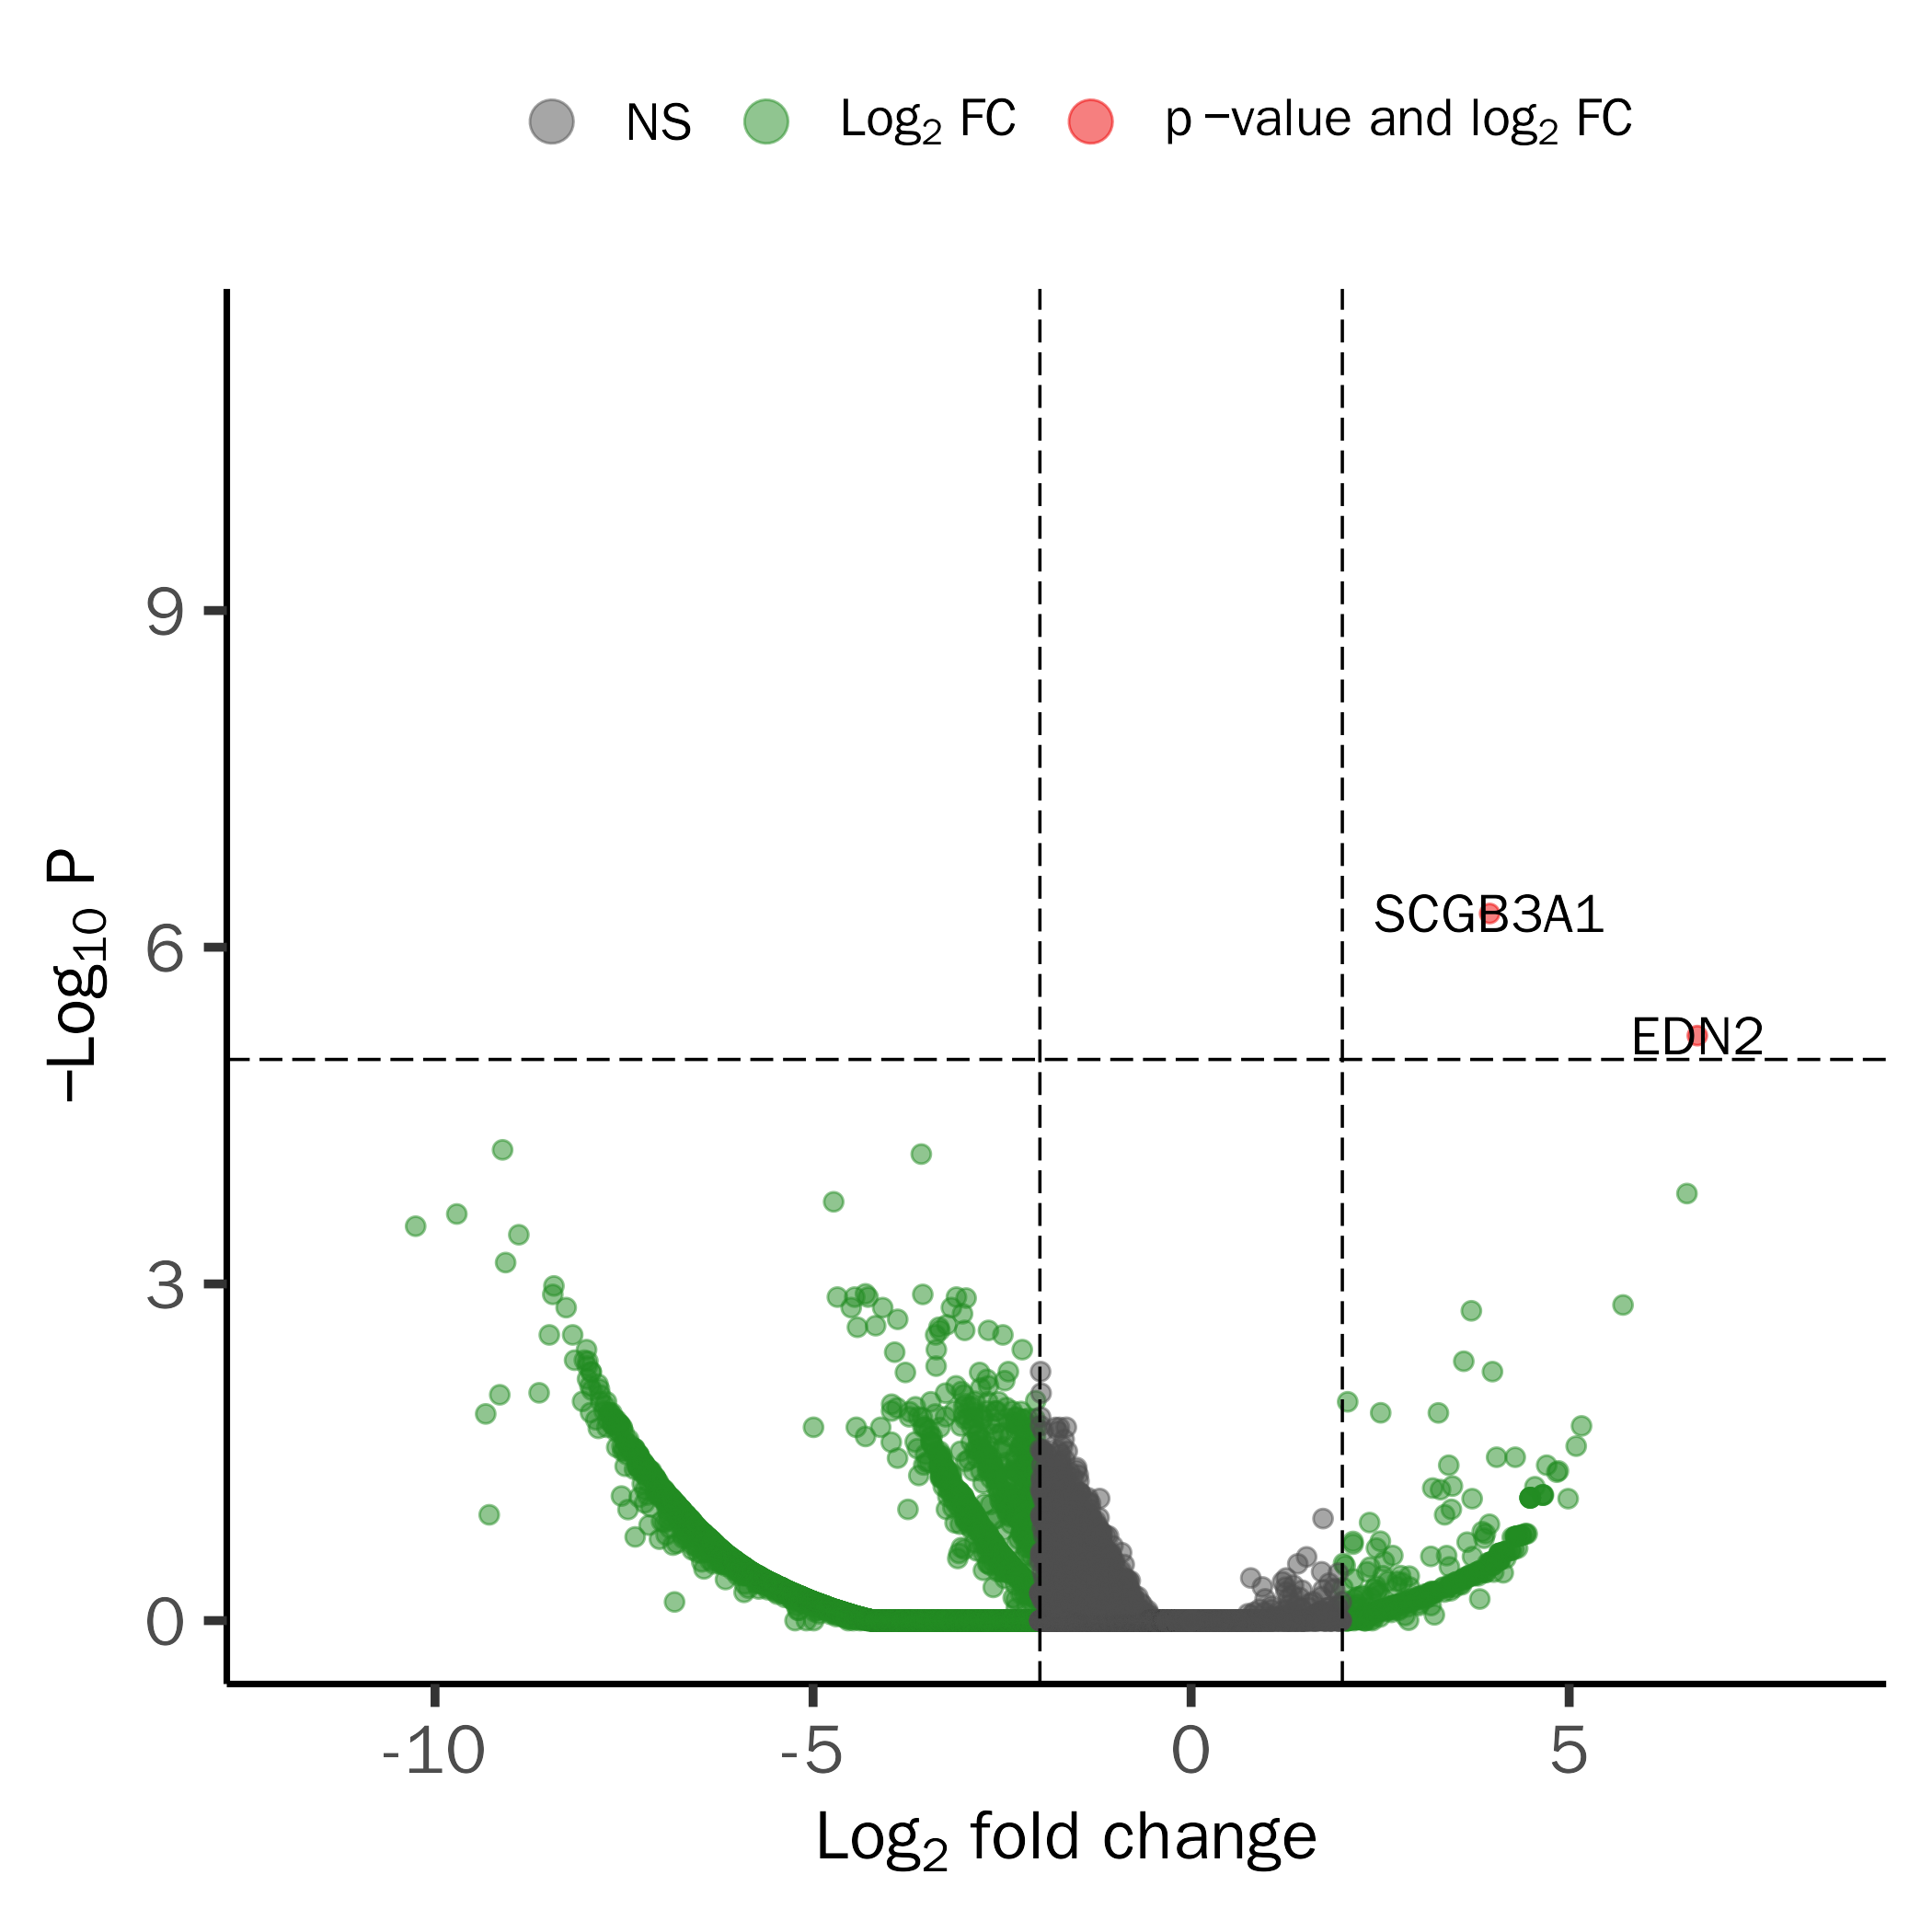 NS Log₂ FC p −value and log₂ FC
−Log₁₀ P
9
6
3
0
SCGB3A1
EDN2
-10 -5 0 5
Log₂ fold change